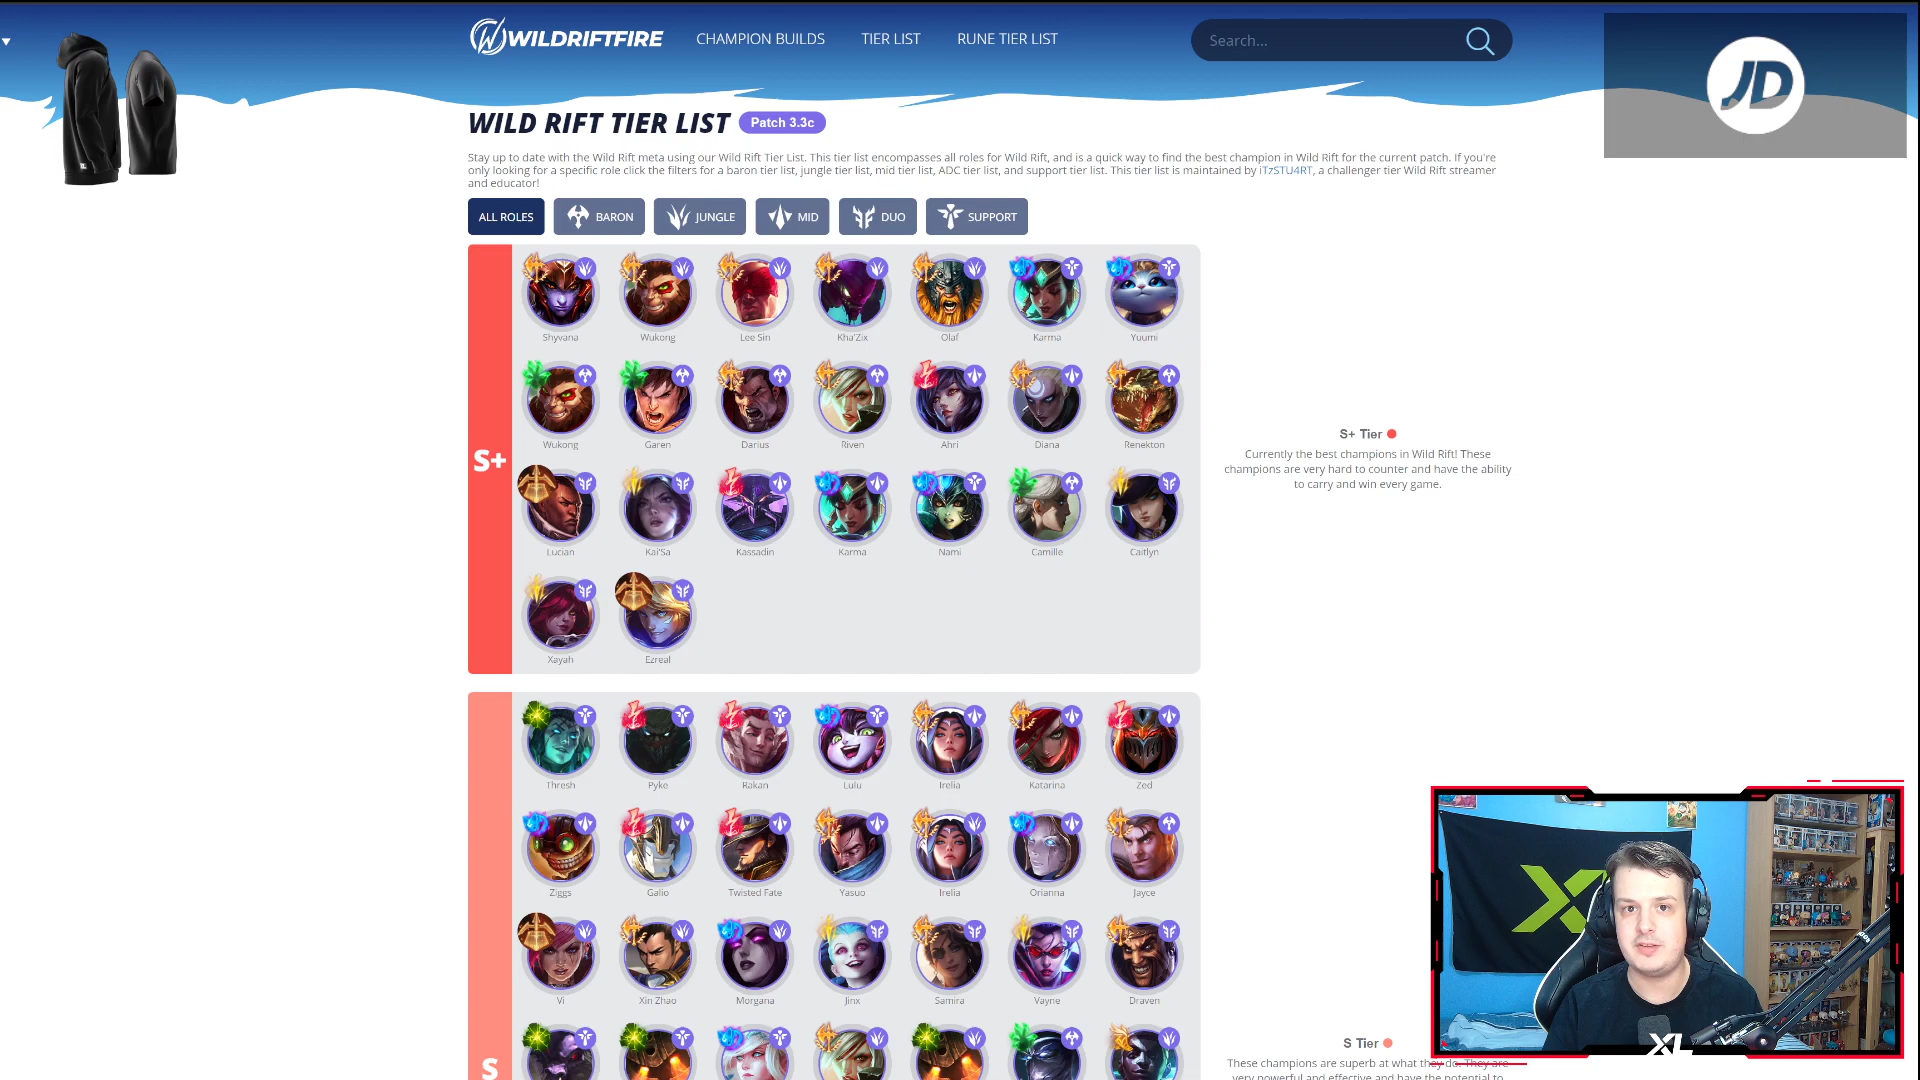 WILDRIFTFIRE
CHAMPION BUILDS
TIER LIST
RUNE TIER LIST
Search...
JD
WILD RIFT TIER LIST
Patch 3.3c
Stay up to date with the Wild Rift meta using our Wild Rift Tier List. This tier list encompasses all roles for Wild Rift, and is a quick way to find the best champion in Wild Rift for the current patch. If you're
only looking for a specific role click the filters for a baron tier list, jungle tier list, mid tier list, ADC tier list, and support tier list. This tier list is maintained by iTzSTU4RT, a challenger tier Wild Rift streamer
and educator!
ALL ROLES
BARON
JUNGLE
MID
DUO
SUPPORT
S+
Shyvana
Wukong
Lee Sin
Kha'Zix
Olaf
Karma
Yuumi
Wukong
Garen
Darius
Riven
Ahri
Diana
Renekton
Lucian
Kai'Sa
Kassadin
Karma
Nami
Camille
Caitlyn
Xayah
Ezreal
S+ Tier
Currently the best champions in Wild Rift! These
champions are very hard to counter and have the ability
to carry and win every game.
S
Thresh
Pyke
Rakan
Lulu
Irelia
Katarina
Zed
Ziggs
Galio
Twisted Fate
Yasuo
Irelia
Orianna
Jayce
Vi
Xin Zhao
Morgana
Jinx
Samira
Vayne
Draven
S Tier
These champions are superb at what they do. They are
very powerful and effective and have the potential to
XL